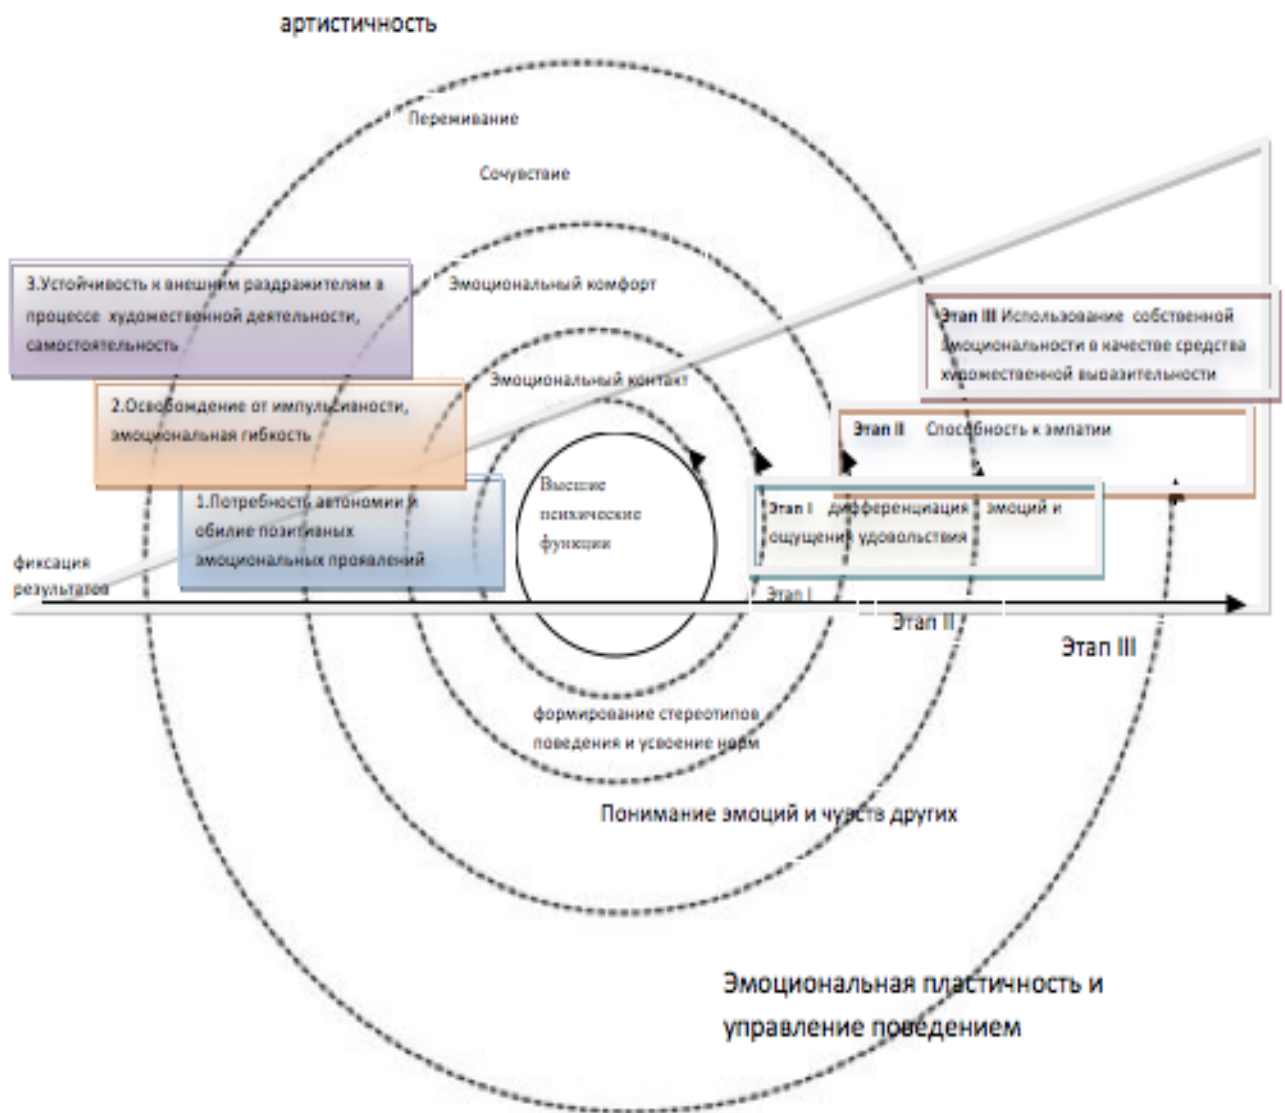 артистичность
Переживание
Сочувствие
3.Устойчивость к внешним раздражителям в
процессе художественной деятельности,
самостоятельность
Эмоциональный комфорт
Этап III Использование собственной
эмоциональности в качестве средства
художественной выразительности
Эмоциональный контакт
2.Освобождение от импульсивности,
эмоциональная гибкость
Этап II Способность к эмпатии
Высшие
психические
функции
1.Потребность автономии и
обилие позитивных
эмоциональных проявлений
Этап I дифференциация эмоций и
ощущения удовольствия
фиксация
результатов
Этап I
Этап II
Этап III
формирование стереотипов
поведения и усвоение норм
Понимание эмоций и чувств других
Эмоциональная пластичность и
управление поведением